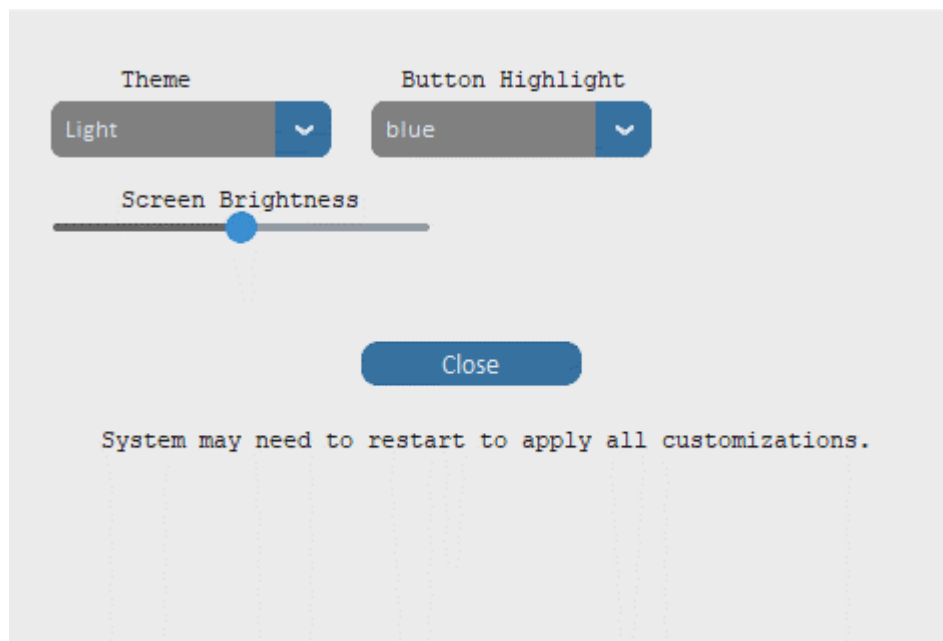 Theme Button Highlight
Light blue
Screen Brightness
Close
System may need to restart to apply all customizations.